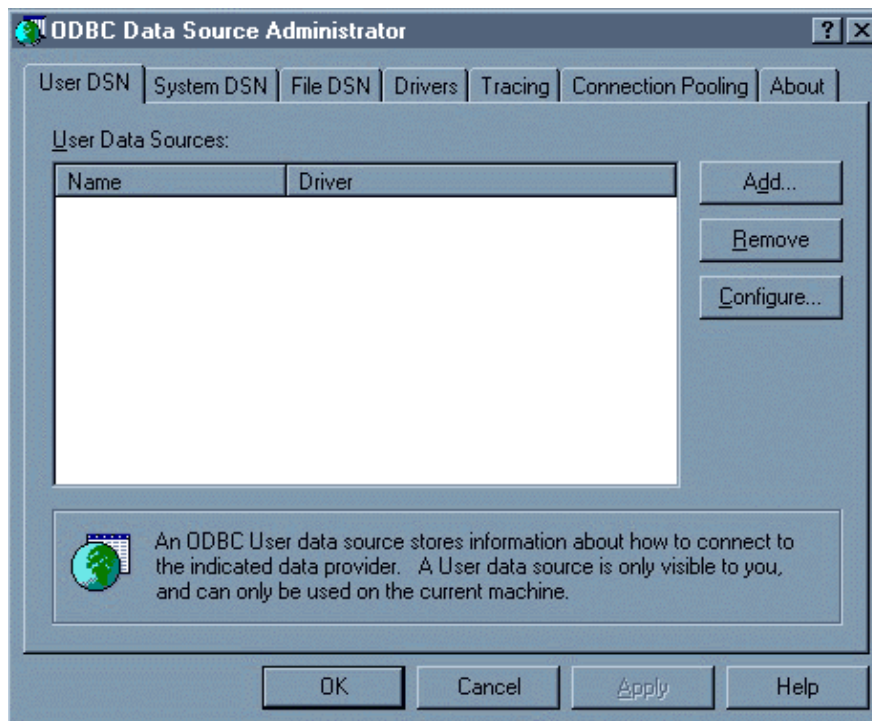 ODBC Data Source Administrator
User DSN System DSN File DSN Drivers Tracing Connection Pooling About
User Data Sources:
Name Driver
Add...
Remove
Configure...
An ODBC User data source stores information about how to connect to
the indicated data provider. A User data source is only visible to you,
and can only be used on the current machine.
OK Cancel Apply Help